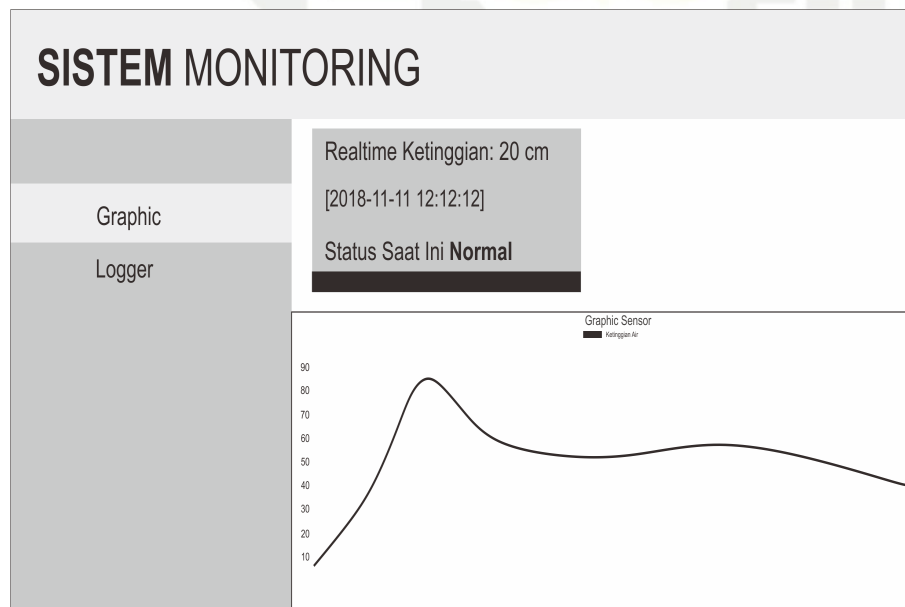 SISTEM MONITORING
Graphic
Logger
Realtime Ketinggian: 20 cm
[2018-11-11 12:12:12]
Status Saat Ini Normal
Graphic Sensor
Ketinggian Air
90
80
70
60
50
40
30
20
10